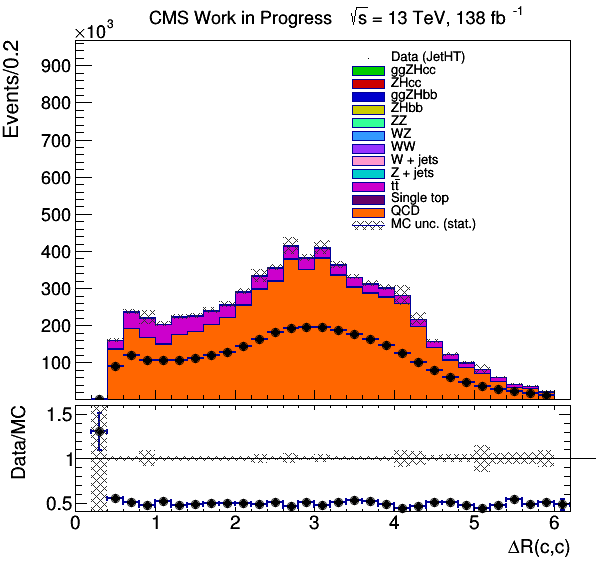 CMS Work in Progress √s = 13 TeV, 138 fb⁻¹
×10³
Events/0.2
900
800
700
600
500
400
300
200
100
Data (JetHT)
ggZHcc
ZHcc
ggZHbb
ZHbb
ZZ
WZ
WW
W + jets
Z + jets
tt̄
Single top
QCD
MC unc. (stat.)
Data/MC
1.5
1
0.5
0 1 2 3 4 5 6
ΔR(c,c)